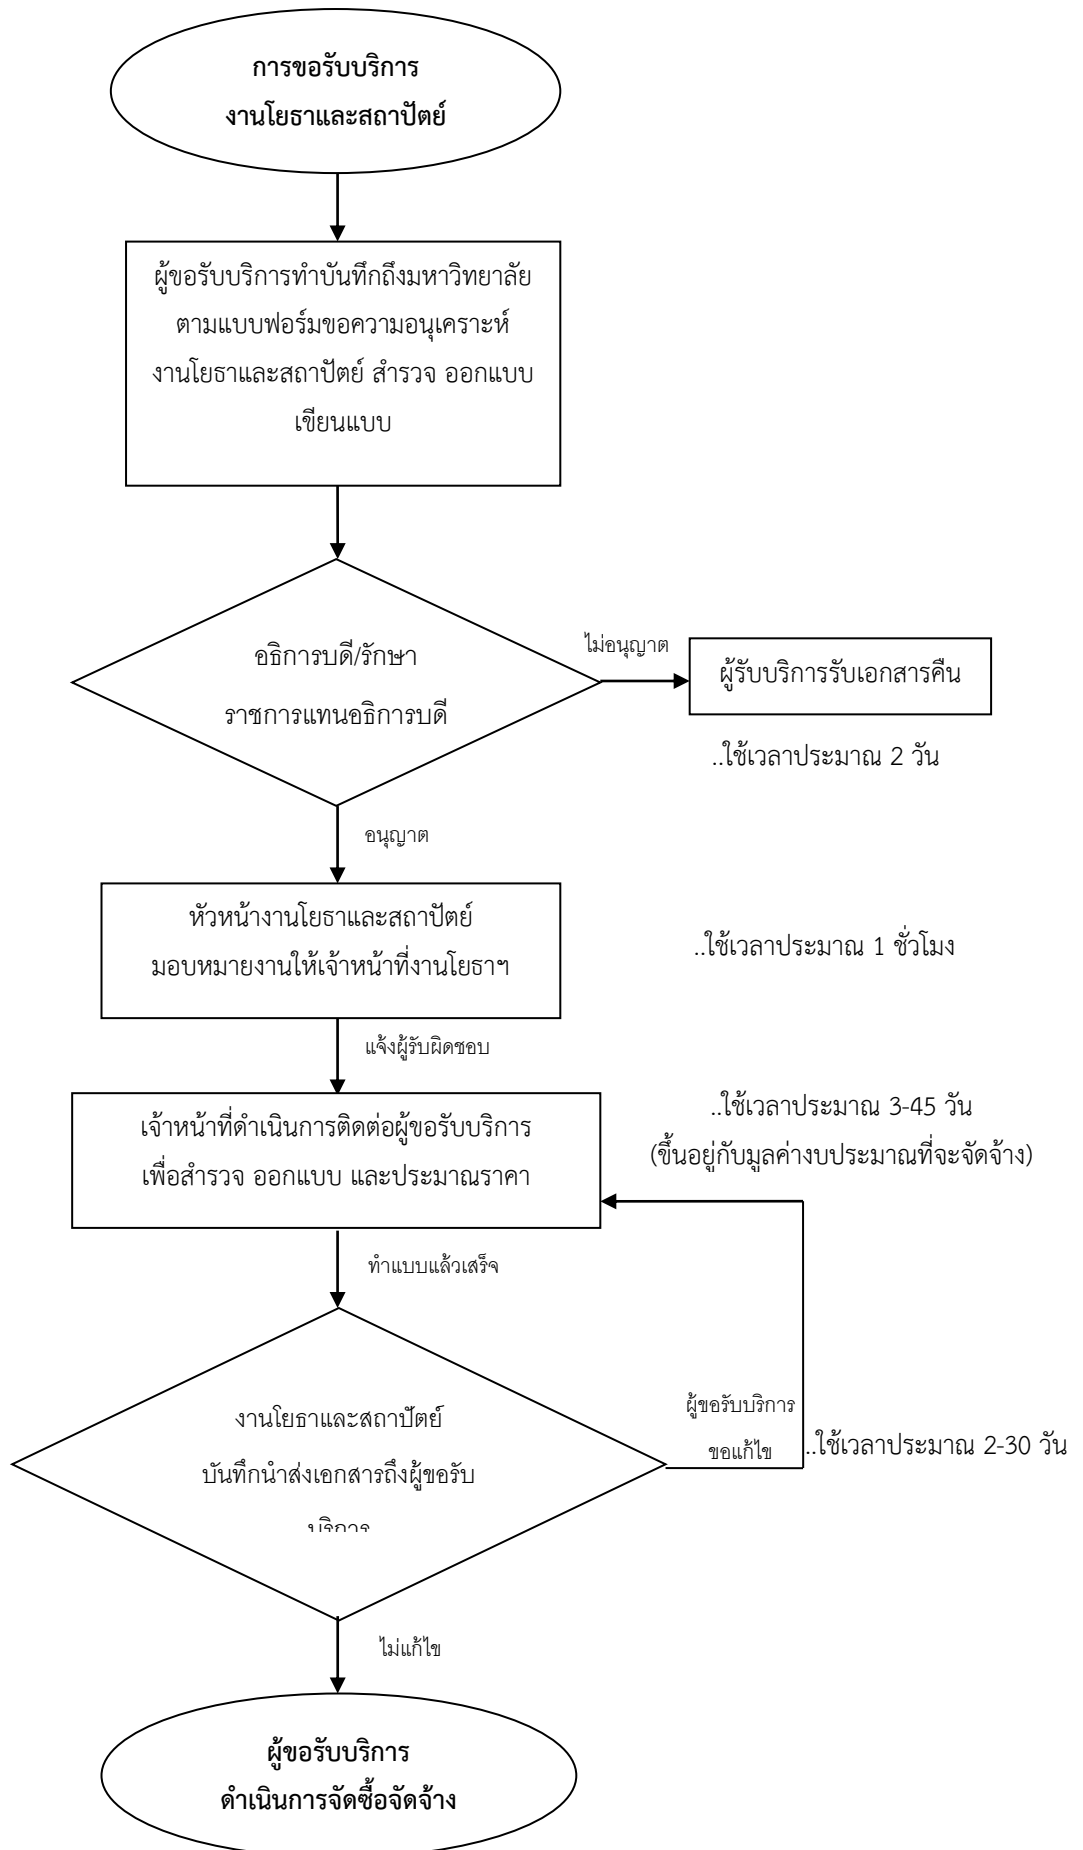 การขอรับบริการ
งานโยธาและสถาปัตย์
ผู้ขอรับบริการทำบันทึกถึงมหาวิทยาลัย
ตามแบบฟอร์มขอความอนุเคราะห์
งานโยธาและสถาปัตย์ สำรวจ ออกแบบ
เขียนแบบ
อธิการบดี/รักษา
ราชการแทนอธิการบดี
ไม่อนุญาต
ผู้รับบริการรับเอกสารคืน
..ใช้เวลาประมาณ 2 วัน
อนุญาต
หัวหน้างานโยธาและสถาปัตย์
มอบหมายงานให้เจ้าหน้าที่งานโยธาฯ
..ใช้เวลาประมาณ 1 ชั่วโมง
แจ้งผู้รับผิดชอบ
เจ้าหน้าที่ดำเนินการติดต่อผู้ขอรับบริการ
เพื่อสำรวจ ออกแบบ และประมาณราคา
..ใช้เวลาประมาณ 3-45 วัน
(ขึ้นอยู่กับมูลค่างบประมาณที่จะจัดจ้าง)
ทำแบบแล้วเสร็จ
งานโยธาและสถาปัตย์
บันทึกนำส่งเอกสารถึงผู้ขอรับ
บริการ
ผู้ขอรับบริการ
ขอแก้ไข
..ใช้เวลาประมาณ 2-30 วัน
ไม่แก้ไข
ผู้ขอรับบริการ
ดำเนินการจัดซื้อจัดจ้าง